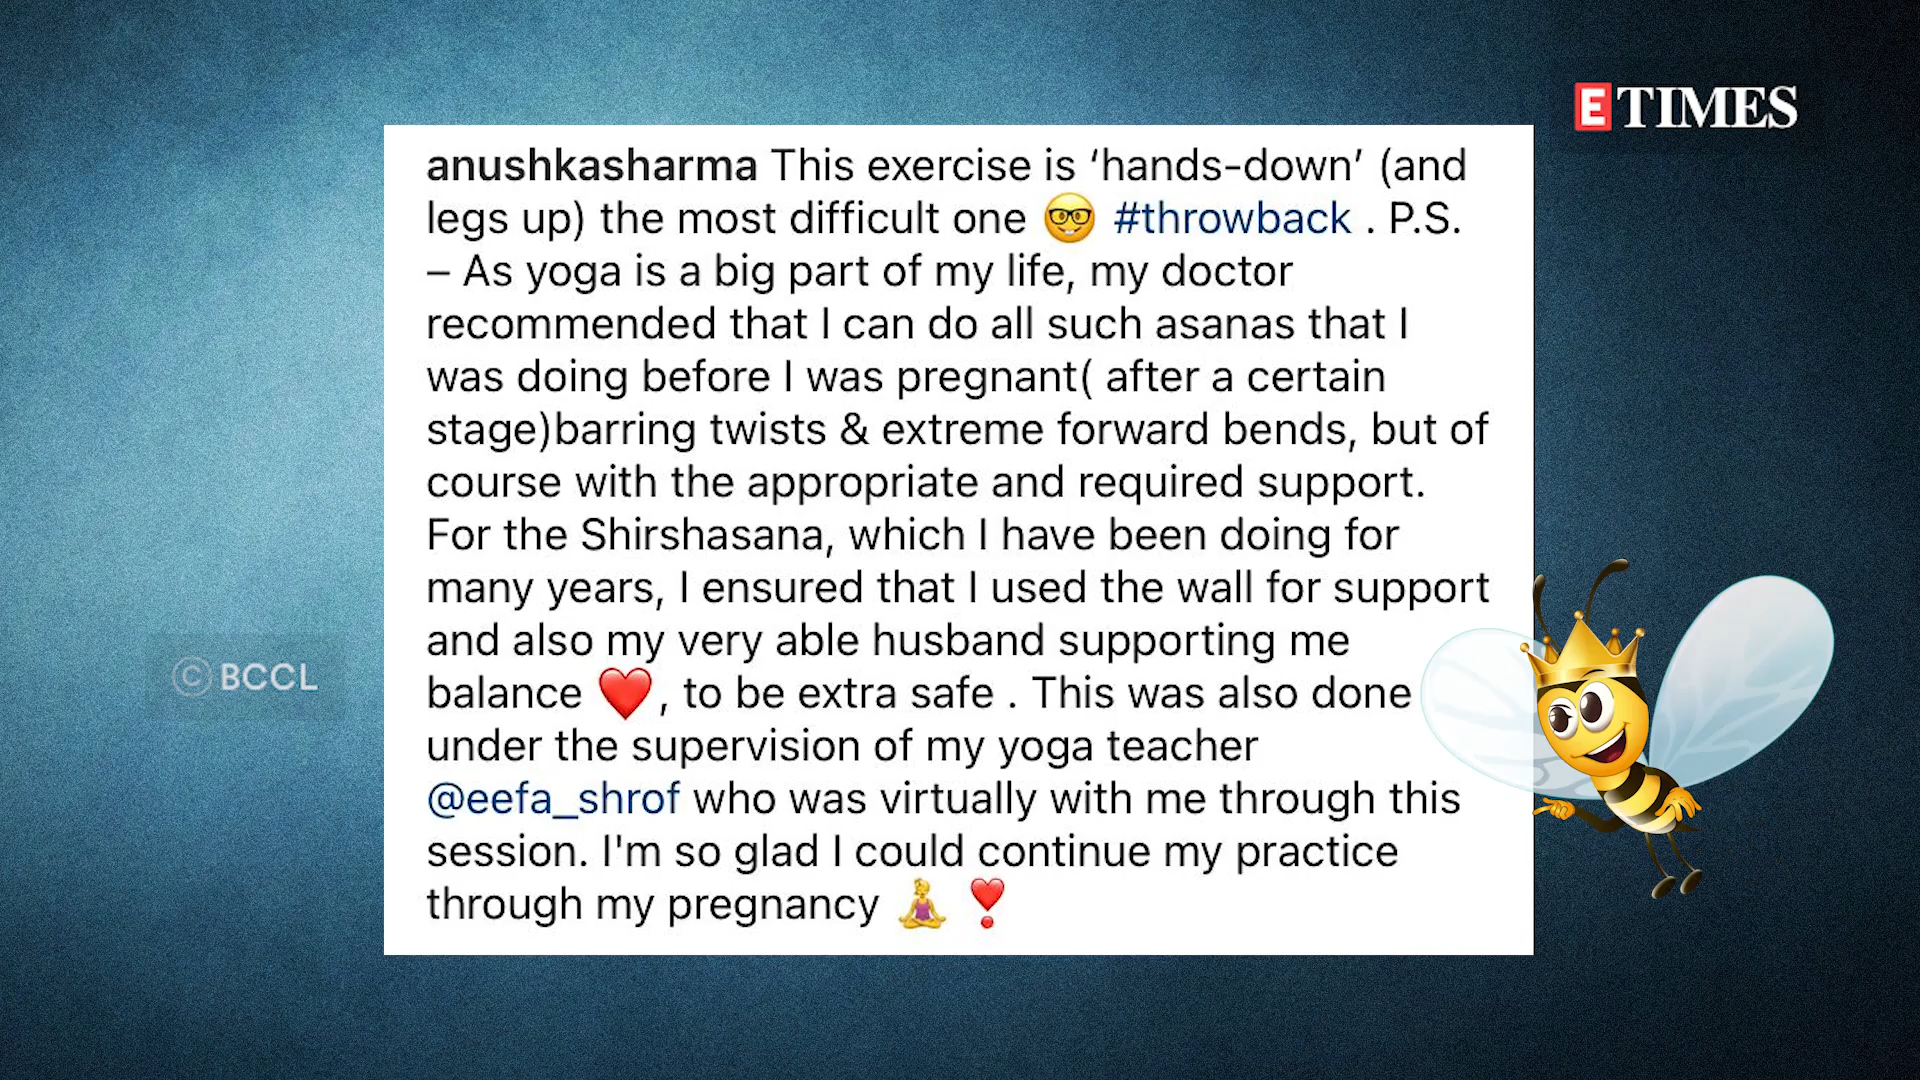 E TIMES
anushkasharma This exercise is ‘hands-down’ (and
legs up) the most difficult one 🤓 #throwback . P.S.
– As yoga is a big part of my life, my doctor
recommended that I can do all such asanas that I
was doing before I was pregnant( after a certain
stage)barring twists & extreme forward bends, but of
course with the appropriate and required support.
For the Shirshasana, which I have been doing for
many years, I ensured that I used the wall for support
and also my very able husband supporting me
balance ❤️, to be extra safe . This was also done
under the supervision of my yoga teacher
@eefa_shrof who was virtually with me through this
session. I'm so glad I could continue my practice
through my pregnancy 🧘‍♀️ ❣️
© BCCL